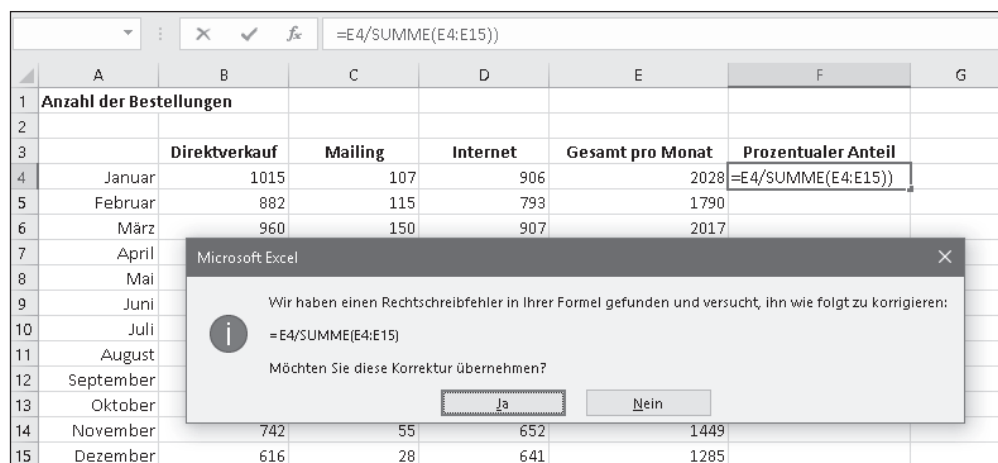 fx =E4/SUMME(E4:E15))
A B C D E F G
1 Anzahl der Bestellungen
2
3 Direktverkauf Mailing Internet Gesamt pro Monat Prozentualer Anteil
4 Januar 1015 107 906 2028 =E4/SUMME(E4:E15))
5 Februar 882 115 793 1790
6 März 960 150 907 2017
7 April
8 Mai
9 Juni
10 Juli
11 August
12 September
13 Oktober
14 November 742 55 652 1449
15 Dezember 616 28 641 1285
Microsoft Excel
Wir haben einen Rechtschreibfehler in Ihrer Formel gefunden und versucht, ihn wie folgt zu korrigieren:
=E4/SUMME(E4:E15)
Möchten Sie diese Korrektur übernehmen?
Ja Nein